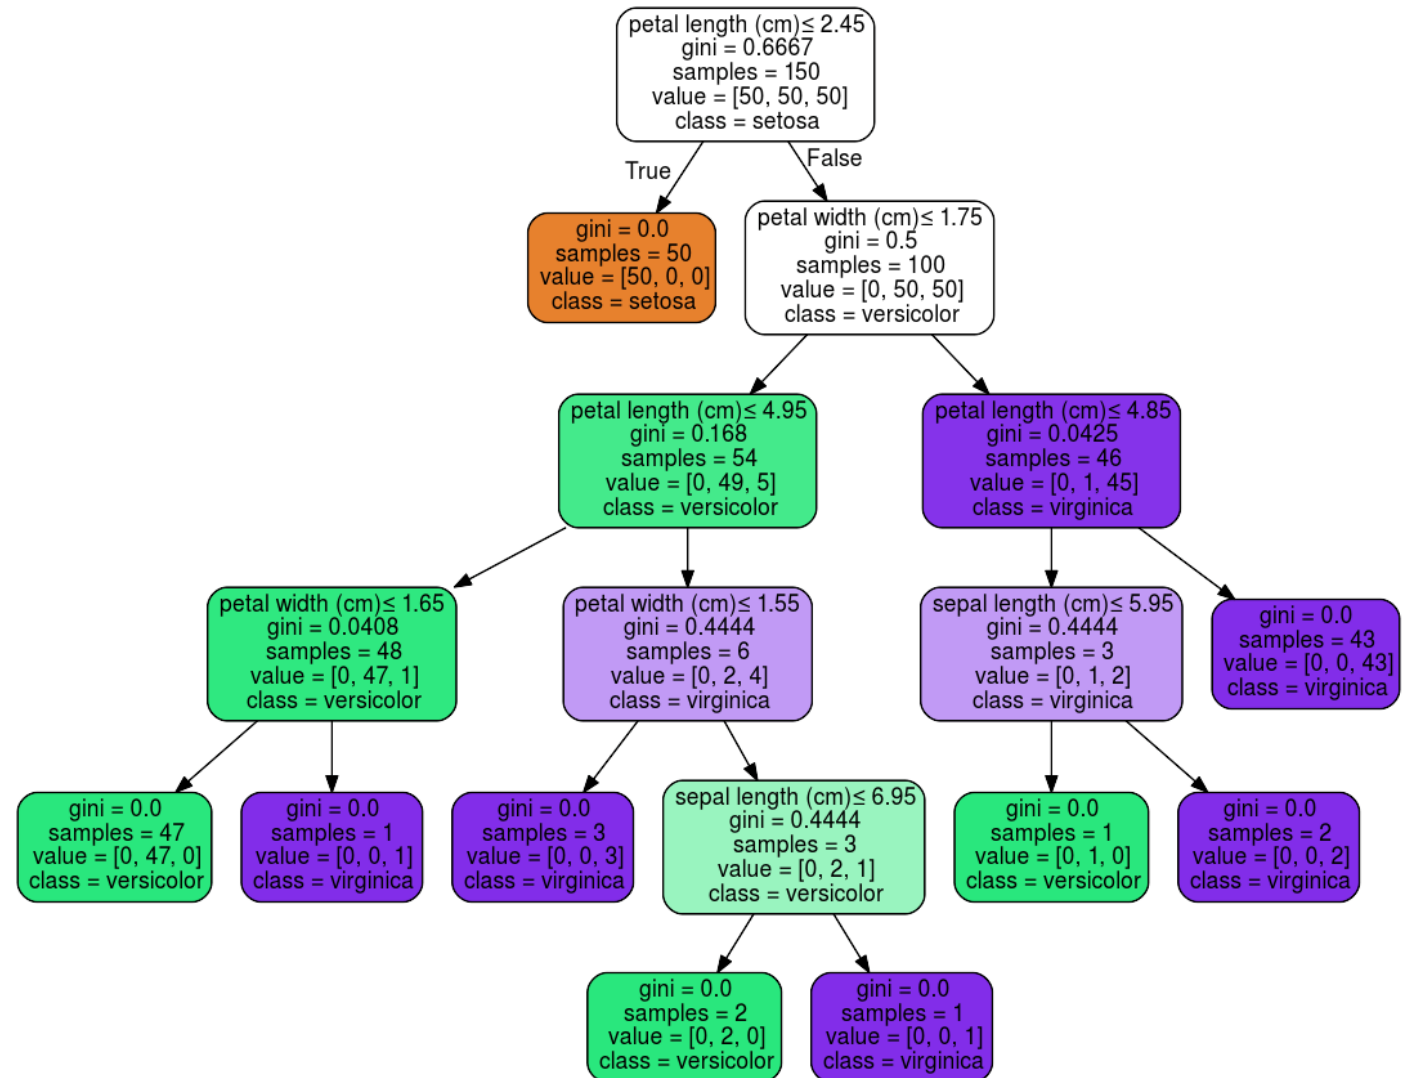 petal length (cm)≤ 2.45
gini = 0.6667
samples = 150
value = [50, 50, 50]
class = setosa
True
False
gini = 0.0
samples = 50
value = [50, 0, 0]
class = setosa
petal width (cm)≤ 1.75
gini = 0.5
samples = 100
value = [0, 50, 50]
class = versicolor
petal length (cm)≤ 4.95
gini = 0.168
samples = 54
value = [0, 49, 5]
class = versicolor
petal length (cm)≤ 4.85
gini = 0.0425
samples = 46
value = [0, 1, 45]
class = virginica
petal width (cm)≤ 1.65
gini = 0.0408
samples = 48
value = [0, 47, 1]
class = versicolor
petal width (cm)≤ 1.55
gini = 0.4444
samples = 6
value = [0, 2, 4]
class = virginica
sepal length (cm)≤ 5.95
gini = 0.4444
samples = 3
value = [0, 1, 2]
class = virginica
gini = 0.0
samples = 43
value = [0, 0, 43]
class = virginica
gini = 0.0
samples = 47
value = [0, 47, 0]
class = versicolor
gini = 0.0
samples = 1
value = [0, 0, 1]
class = virginica
gini = 0.0
samples = 3
value = [0, 0, 3]
class = virginica
sepal length (cm)≤ 6.95
gini = 0.4444
samples = 3
value = [0, 2, 1]
class = versicolor
gini = 0.0
samples = 1
value = [0, 1, 0]
class = versicolor
gini = 0.0
samples = 2
value = [0, 0, 2]
class = virginica
gini = 0.0
samples = 2
value = [0, 2, 0]
class = versicolor
gini = 0.0
samples = 1
value = [0, 0, 1]
class = virginica